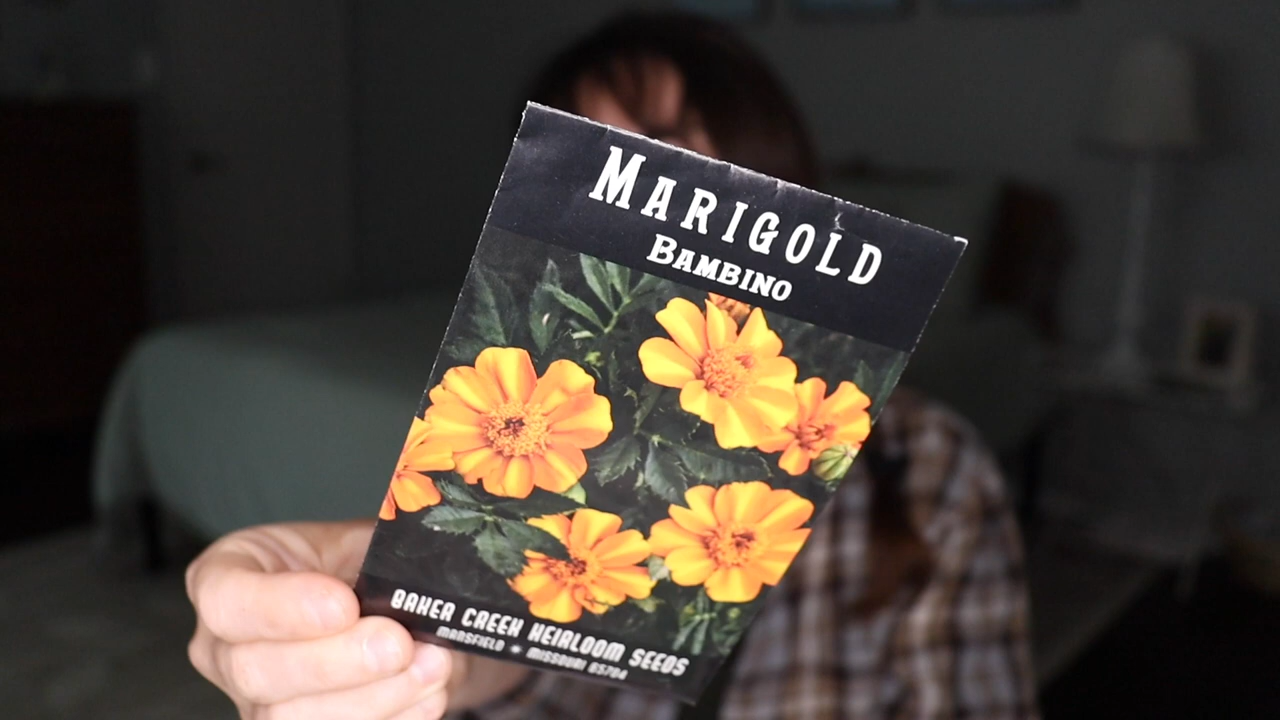 MARIGOLD
BAMBINO
BAKER CREEK HEIRLOOM SEEDS
MANSFIELD * MISSOURI 65704